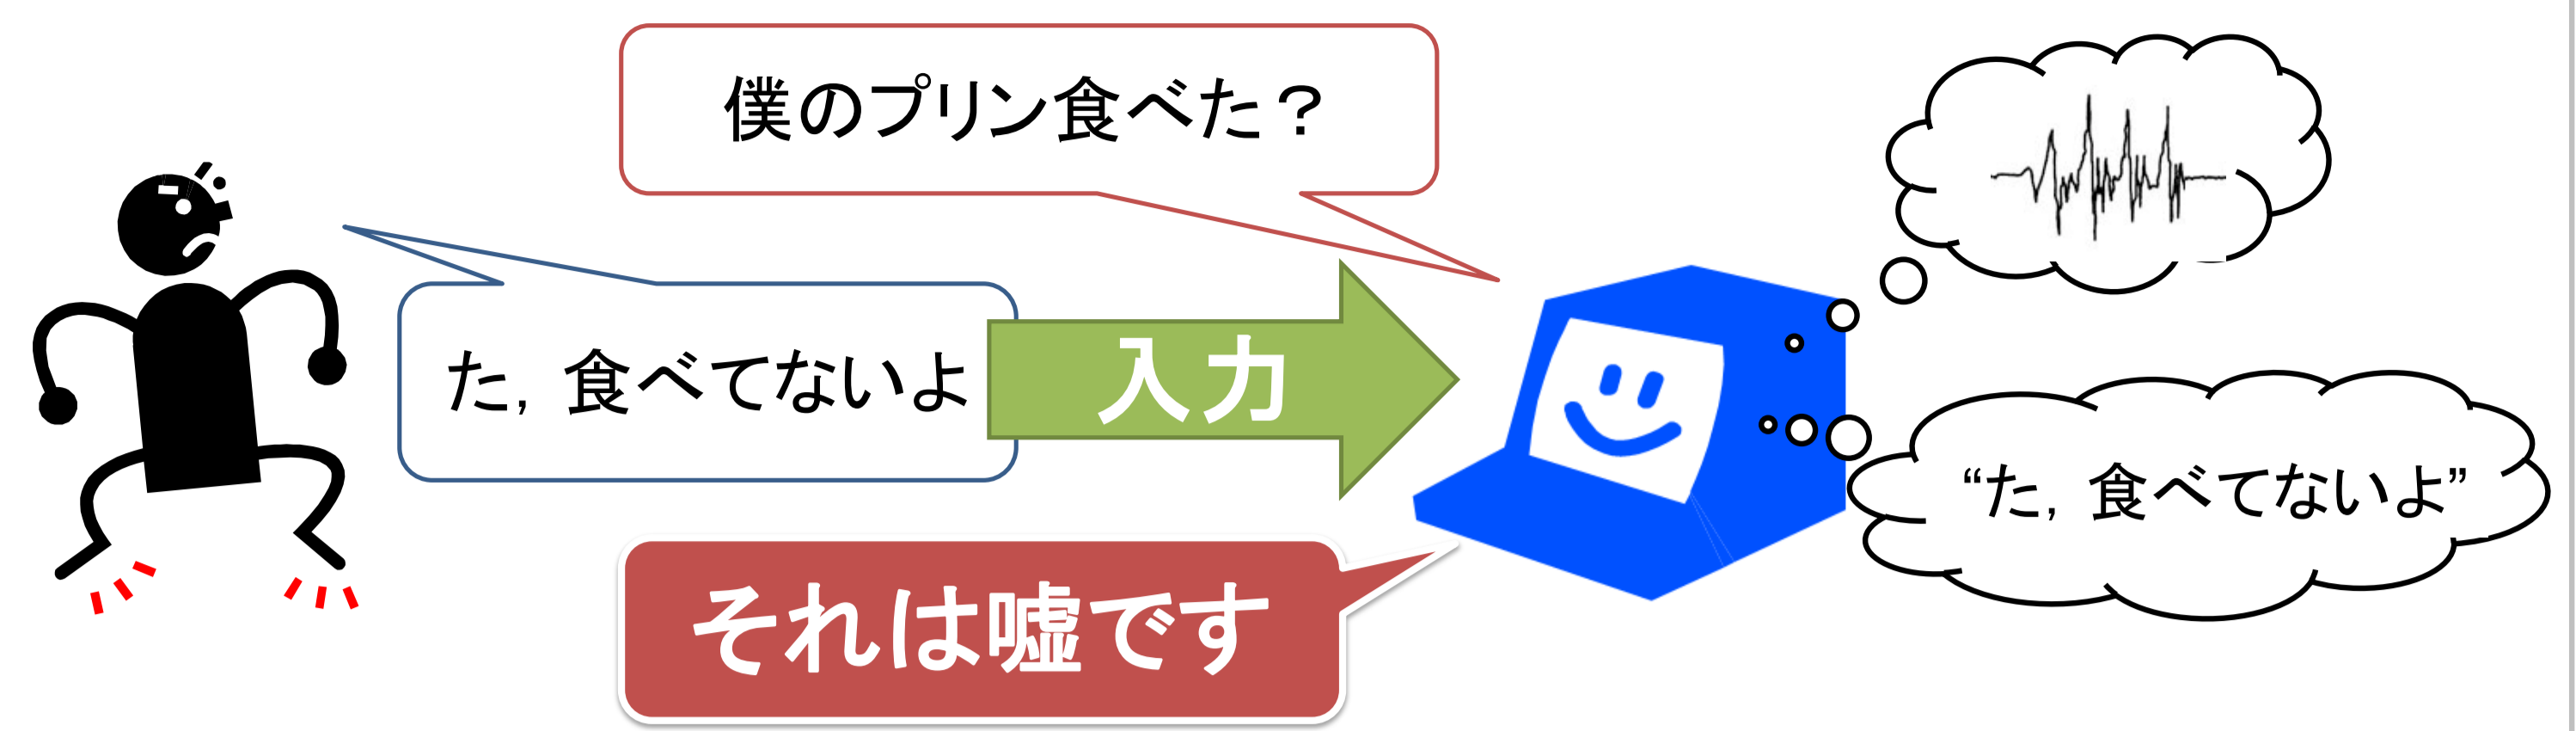 僕のプリン食べた？
た，食べてないよ
入力
“た，食べてないよ”
それは嘘です